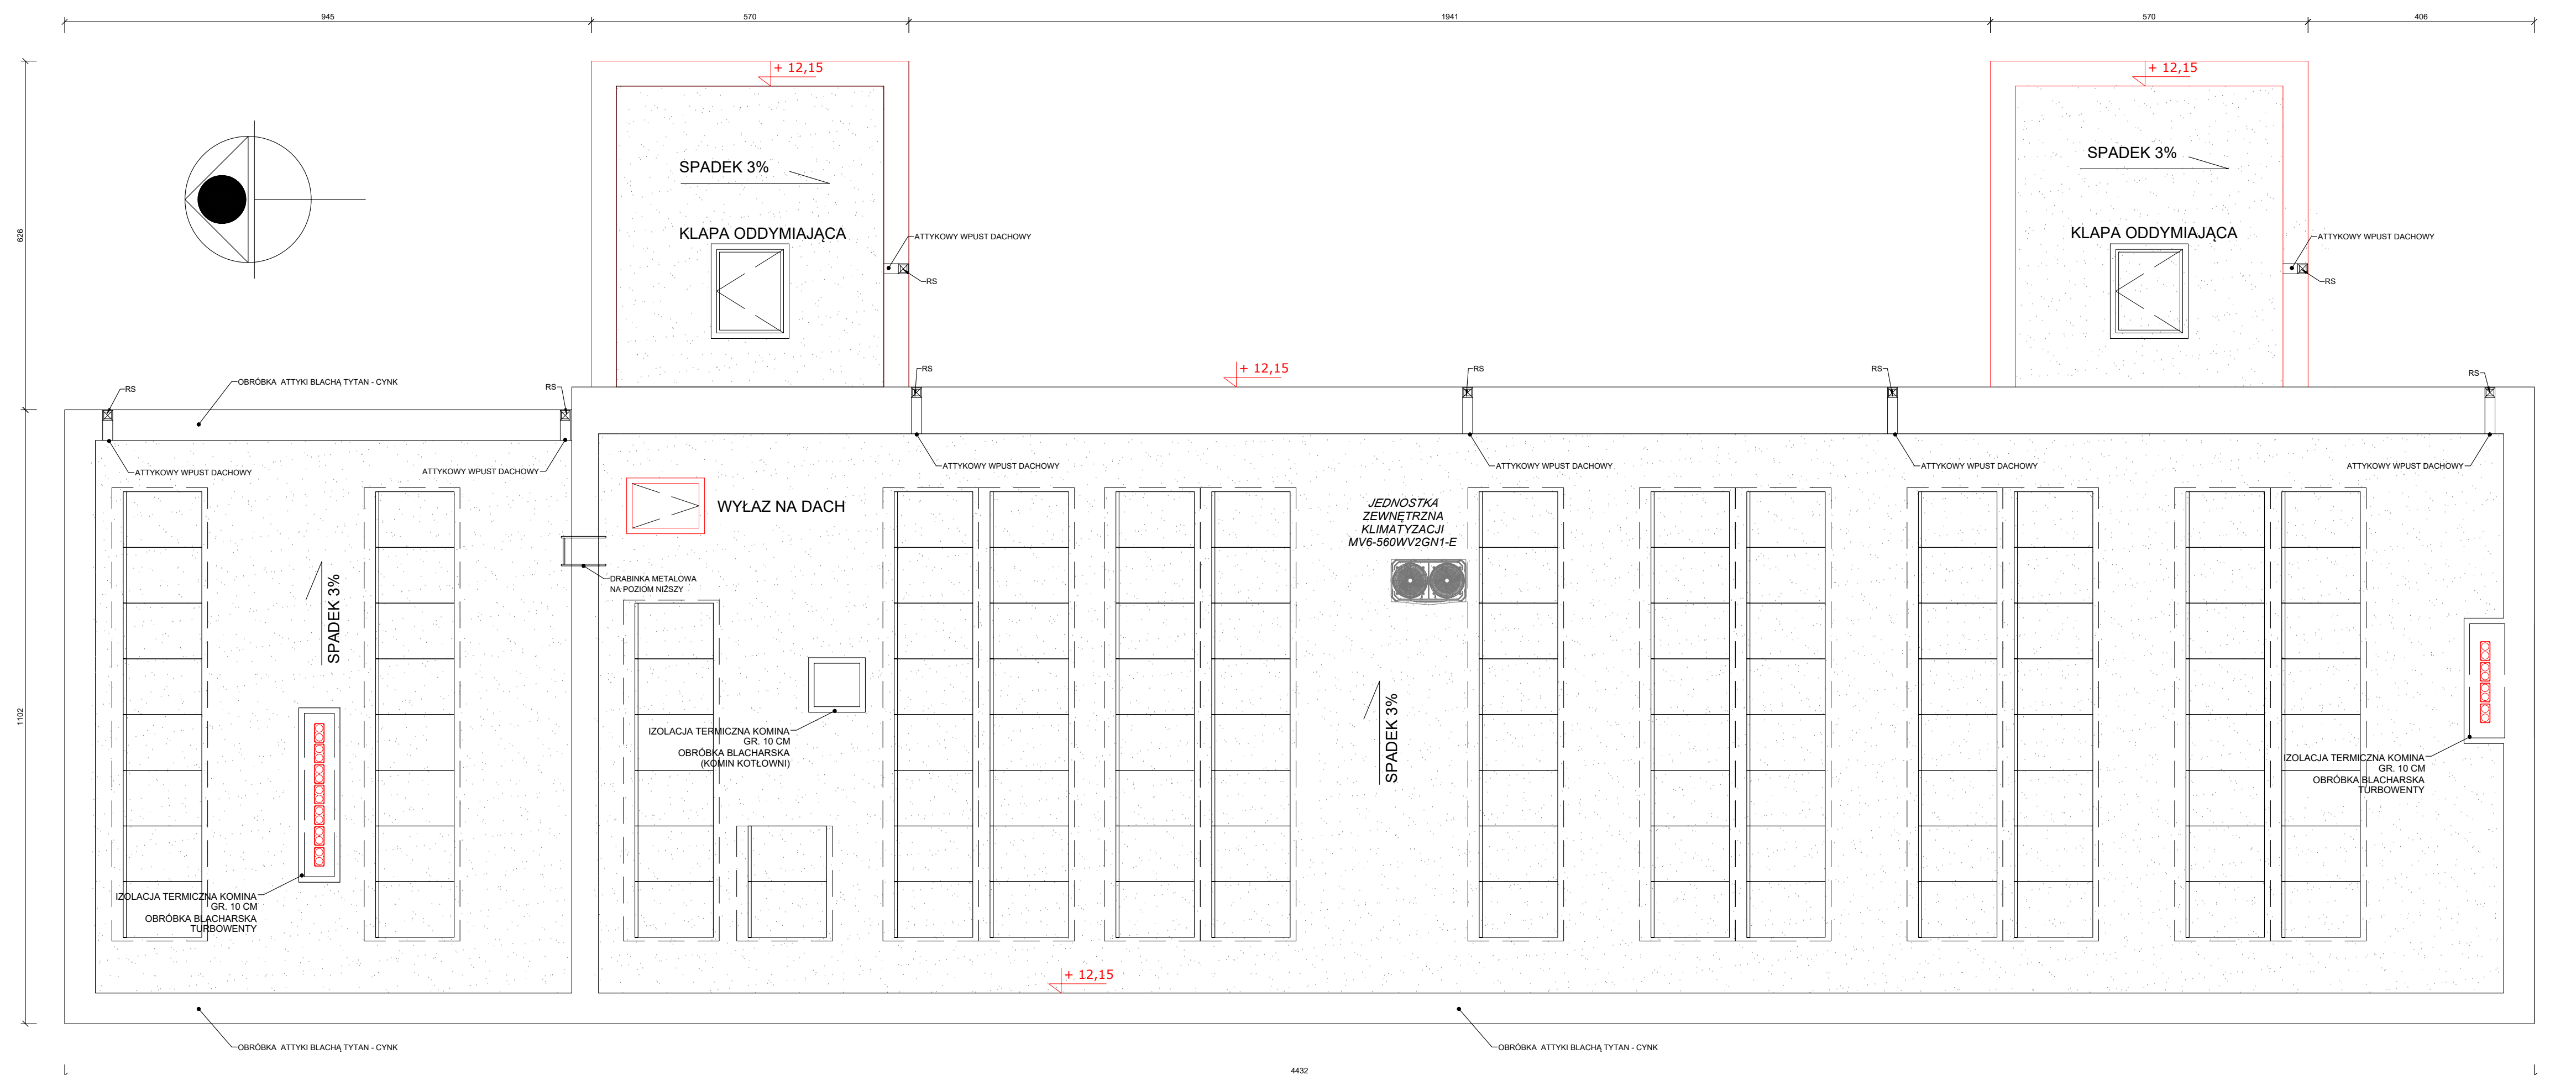 945
570
1941
570
406
+ 12,15
+ 12,15
SPADEK 3%
SPADEK 3%
KLAPA ODDYMIAJĄCA
KLAPA ODDYMIAJĄCA
ATTYKOWY WPUST DACHOWY
ATTYKOWY WPUST DACHOWY
626
RS
RS
+ 12,15
RS
RS
RS
RS
OBRÓBKA  ATTYKI BLACHĄ TYTAN - CYNK
RS
RS
ATTYKOWY WPUST DACHOWY
ATTYKOWY WPUST DACHOWY
ATTYKOWY WPUST DACHOWY
ATTYKOWY WPUST DACHOWY
ATTYKOWY WPUST DACHOWY
ATTYKOWY WPUST DACHOWY
WYŁAZ NA DACH
JEDNOSTKA
ZEWNĘTRZNA
KLIMATYZACJI
MV6-560WV2GN1-E
DRABINKA METALOWA
NA POZIOM NIŻSZY
SPADEK 3%
SPADEK 3%
1102
IZOLACJA TERMICZNA KOMINA
GR. 10 CM
OBRÓBKA BLACHARSKA
(KOMIN KOTŁOWNI)
IZOLACJA TERMICZNA KOMINA
GR. 10 CM
OBRÓBKA BLACHARSKA
TURBOWENTY
IZOLACJA TERMICZNA KOMINA
GR. 10 CM
OBRÓBKA BLACHARSKA
TURBOWENTY
+ 12,15
OBRÓBKA  ATTYKI BLACHĄ TYTAN - CYNK
OBRÓBKA  ATTYKI BLACHĄ TYTAN - CYNK
4432